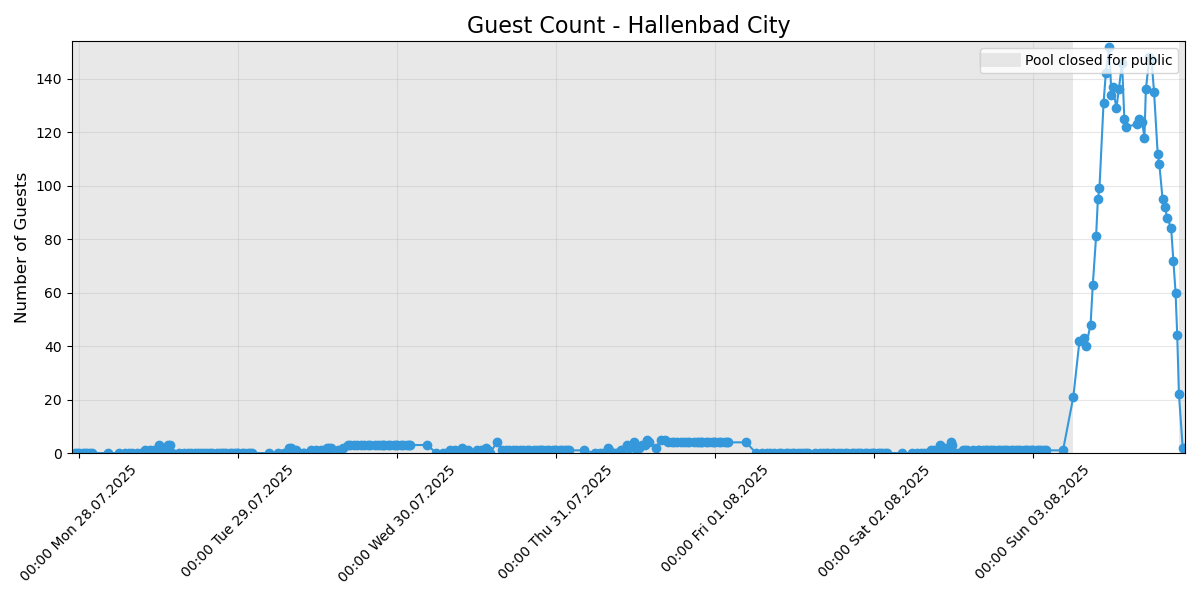 Guest Count - Hallenbad City
Pool closed for public
Number of Guests
140
120
100
80
60
40
20
0
00:00 Mon 28.07.2025
00:00 Tue 29.07.2025
00:00 Wed 30.07.2025
00:00 Thu 31.07.2025
00:00 Fri 01.08.2025
00:00 Sat 02.08.2025
00:00 Sun 03.08.2025